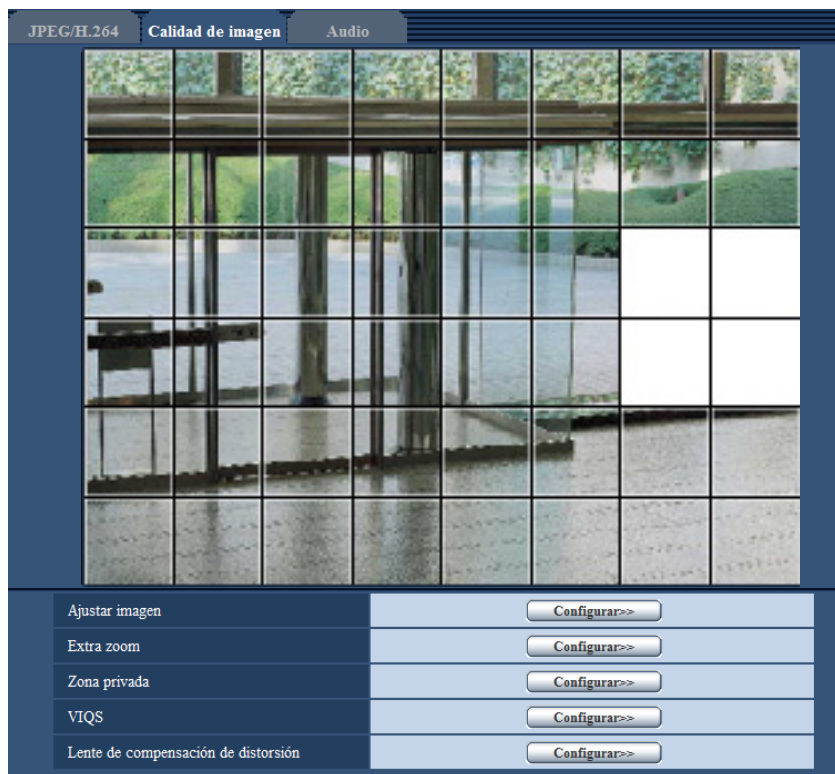 JPEG/H.264 Calidad de imagen Audio
Ajustar imagen Configurar>>
Extra zoom Configurar>>
Zona privada Configurar>>
VIQS Configurar>>
Lente de compensación de distorsión Configurar>>